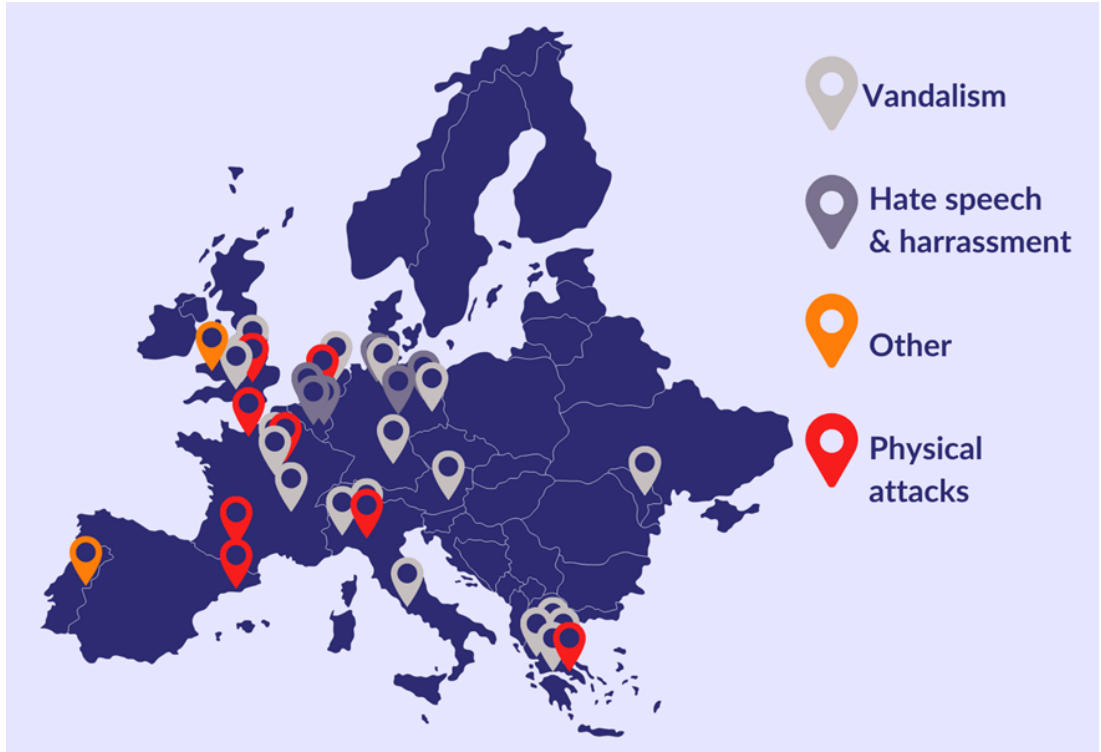 Vandalism
Hate speech
& harrassment
Other
Physical
attacks